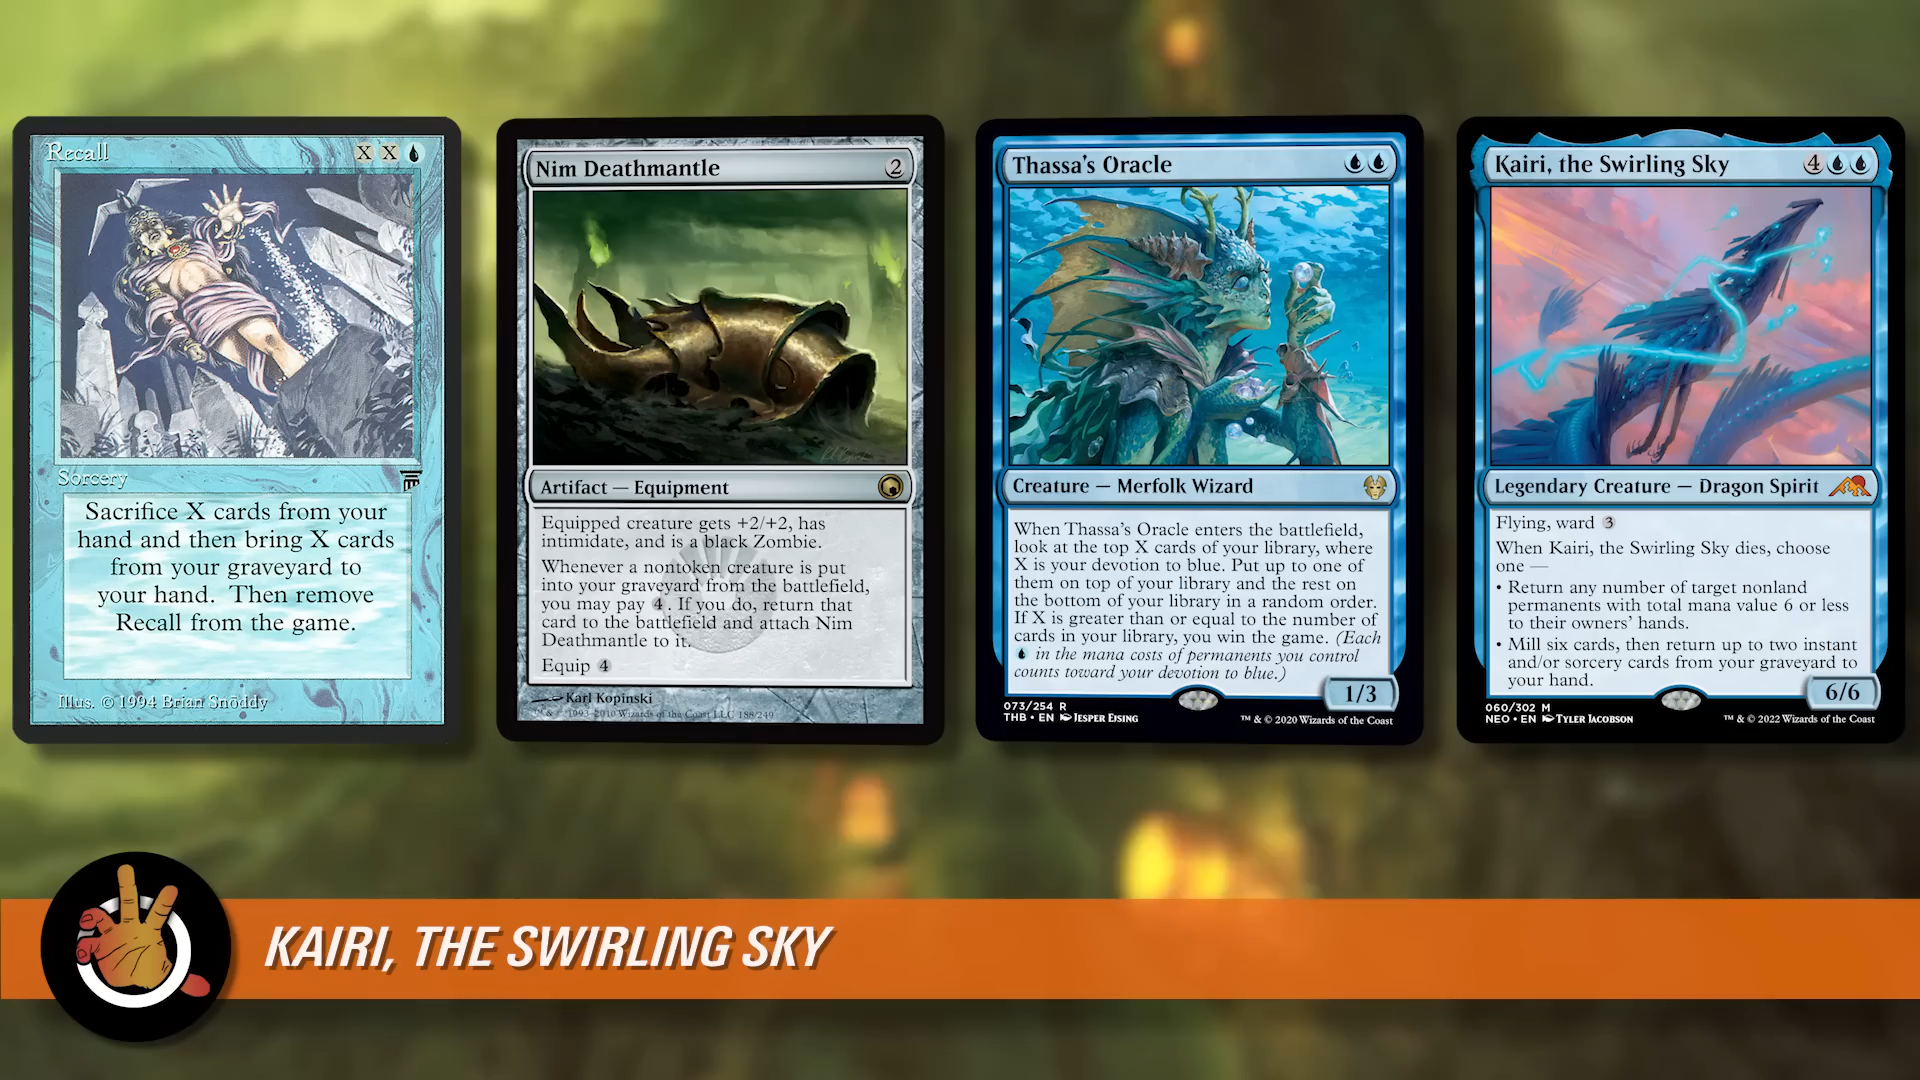 Recall X X
Sorcery
Sacrifice X cards from your
hand and then bring X cards
from your graveyard to
your hand. Then remove
Recall from the game.
Illus. © 1994 Brian Snōddy
Nim Deathmantle 2
Artifact — Equipment
Equipped creature gets +2/+2, has
intimidate, and is a black Zombie.
Whenever a nontoken creature is put
into your graveyard from the battlefield,
you may pay 4. If you do, return that
card to the battlefield and attach Nim
Deathmantle to it.
Equip 4
Karl Kopinski
™ & © 1993–2010 Wizards of the Coast LLC 188/249
Thassa's Oracle
Creature — Merfolk Wizard
When Thassa's Oracle enters the battlefield,
look at the top X cards of your library, where
X is your devotion to blue. Put up to one of
them on top of your library and the rest on
the bottom of your library in a random order.
If X is greater than or equal to the number of
cards in your library, you win the game. (Each
in the mana costs of permanents you control
counts toward your devotion to blue.)
1/3
073/254 R
THB • EN Jesper Ejsing
™ & © 2020 Wizards of the Coast
Kairi, the Swirling Sky 4
Legendary Creature — Dragon Spirit
Flying, ward 3
When Kairi, the Swirling Sky dies, choose
one —
• Return any number of target nonland
permanents with total mana value 6 or less
to their owners' hands.
• Mill six cards, then return up to two instant
and/or sorcery cards from your graveyard to
your hand.
6/6
060/302 M
NEO • EN Tyler Jacobson
™ & © 2022 Wizards of the Coast
KAIRI, THE SWIRLING SKY